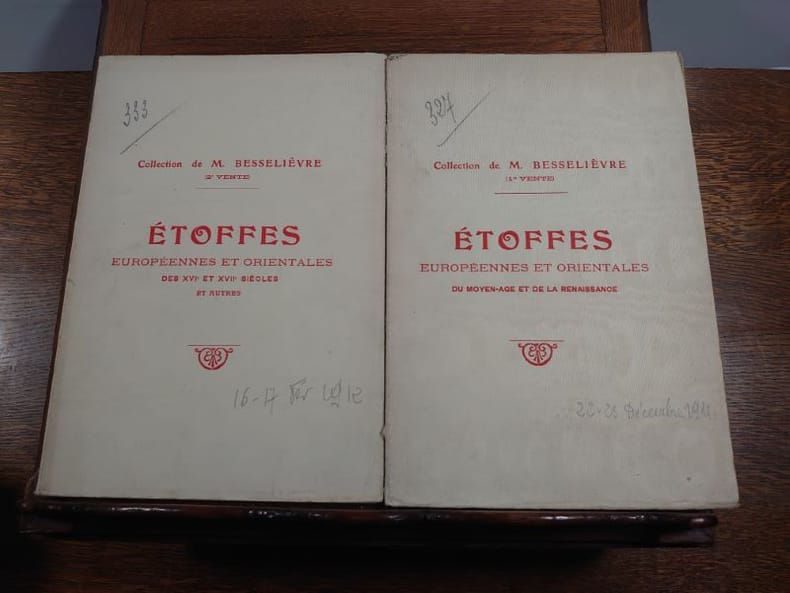 333
Collection de M. BESSELIÈVRE
(2e VENTE)
ÉTOFFES
EUROPÉENNES ET ORIENTALES
DES XVIe ET XVIIe SIÈCLES
ET AUTRES
16-17 Fév 1912
327
Collection de M. BESSELIÈVRE
(1re VENTE)
ÉTOFFES
EUROPÉENNES ET ORIENTALES
DU MOYEN-AGE ET DE LA RENAISSANCE
22-23 Décembre 1911